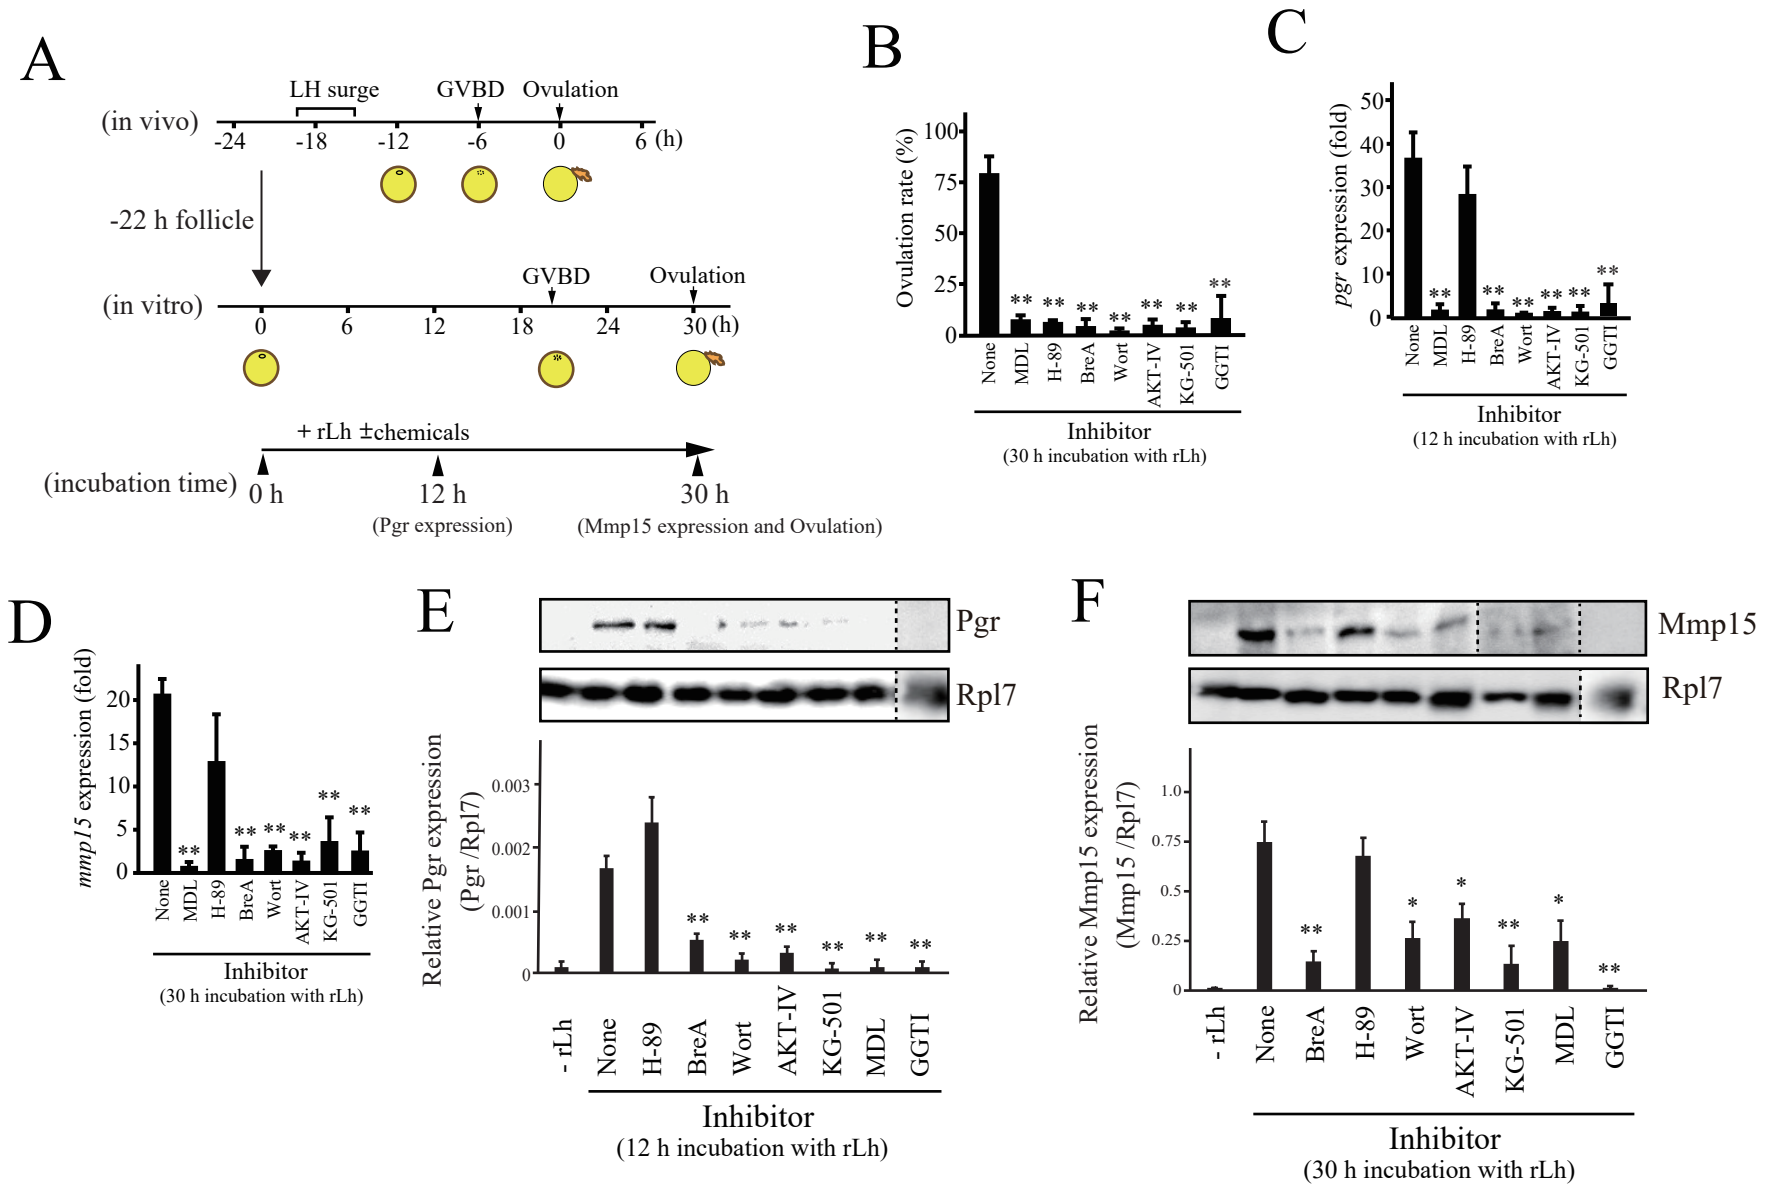 A
LH surge
GVBD
Ovulation
(in vivo)
-24 -18 -12 -6 0 6 (h)
-22 h follicle
GVBD
Ovulation
(in vitro)
0 6 12 18 24 30 (h)
+ rLh ±chemicals
(incubation time)
0 h 12 h 30 h
(Pgr expression) (Mmp15 expression and Ovulation)
B
Ovulation rate (%)
100
75
50
25
0
None MDL H-89 BreA Wort AKT-IV KG-501 GGTI
** ** ** ** ** ** **
Inhibitor
(30 h incubation with rLh)
C
pgr expression (fold)
50
40
30
20
10
0
** ** ** ** ** **
None MDL H-89 BreA Wort AKT-IV KG-501 GGTI
Inhibitor
(12 h incubation with rLh)
D
mmp15 expression (fold)
20
15
10
5
0
** ** ** ** ** **
None MDL H-89 BreA Wort AKT-IV KG-501 GGTI
Inhibitor
(30 h incubation with rLh)
E
Pgr
Rpl7
Relative Pgr expression
(Pgr /Rpl7)
0.003
0.002
0.001
0
** ** ** ** ** **
- rLh None H-89 BreA Wort AKT-IV KG-501 MDL GGTI
Inhibitor
(12 h incubation with rLh)
F
Mmp15
Rpl7
Relative Mmp15 expression
(Mmp15 /Rpl7)
1.0
0.75
0.5
0.25
0
** * * ** * **
- rLh None BreA H-89 Wort AKT-IV KG-501 MDL GGTI
Inhibitor
(30 h incubation with rLh)